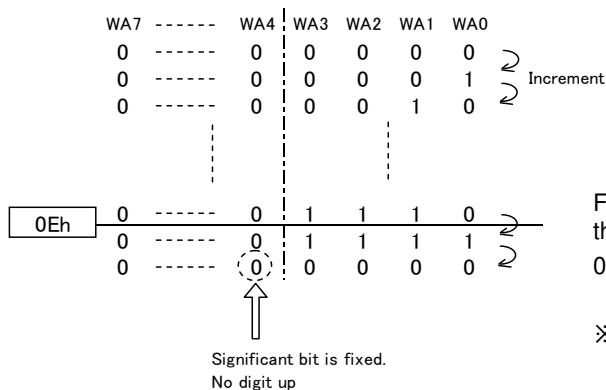 WA7 ------ WA4 WA3 WA2 WA1 WA0
0 ------ 0 0 0 0 0
0 ------ 0 0 0 0 1
Increment
0 ------ 0 0 0 1 0
0Eh
0 ------ 0 1 1 1 0
0 ------ 0 1 1 1 1
0 ------ 0 0 0 0 0
Significant bit is fixed.
No digit up
F
th
0
※